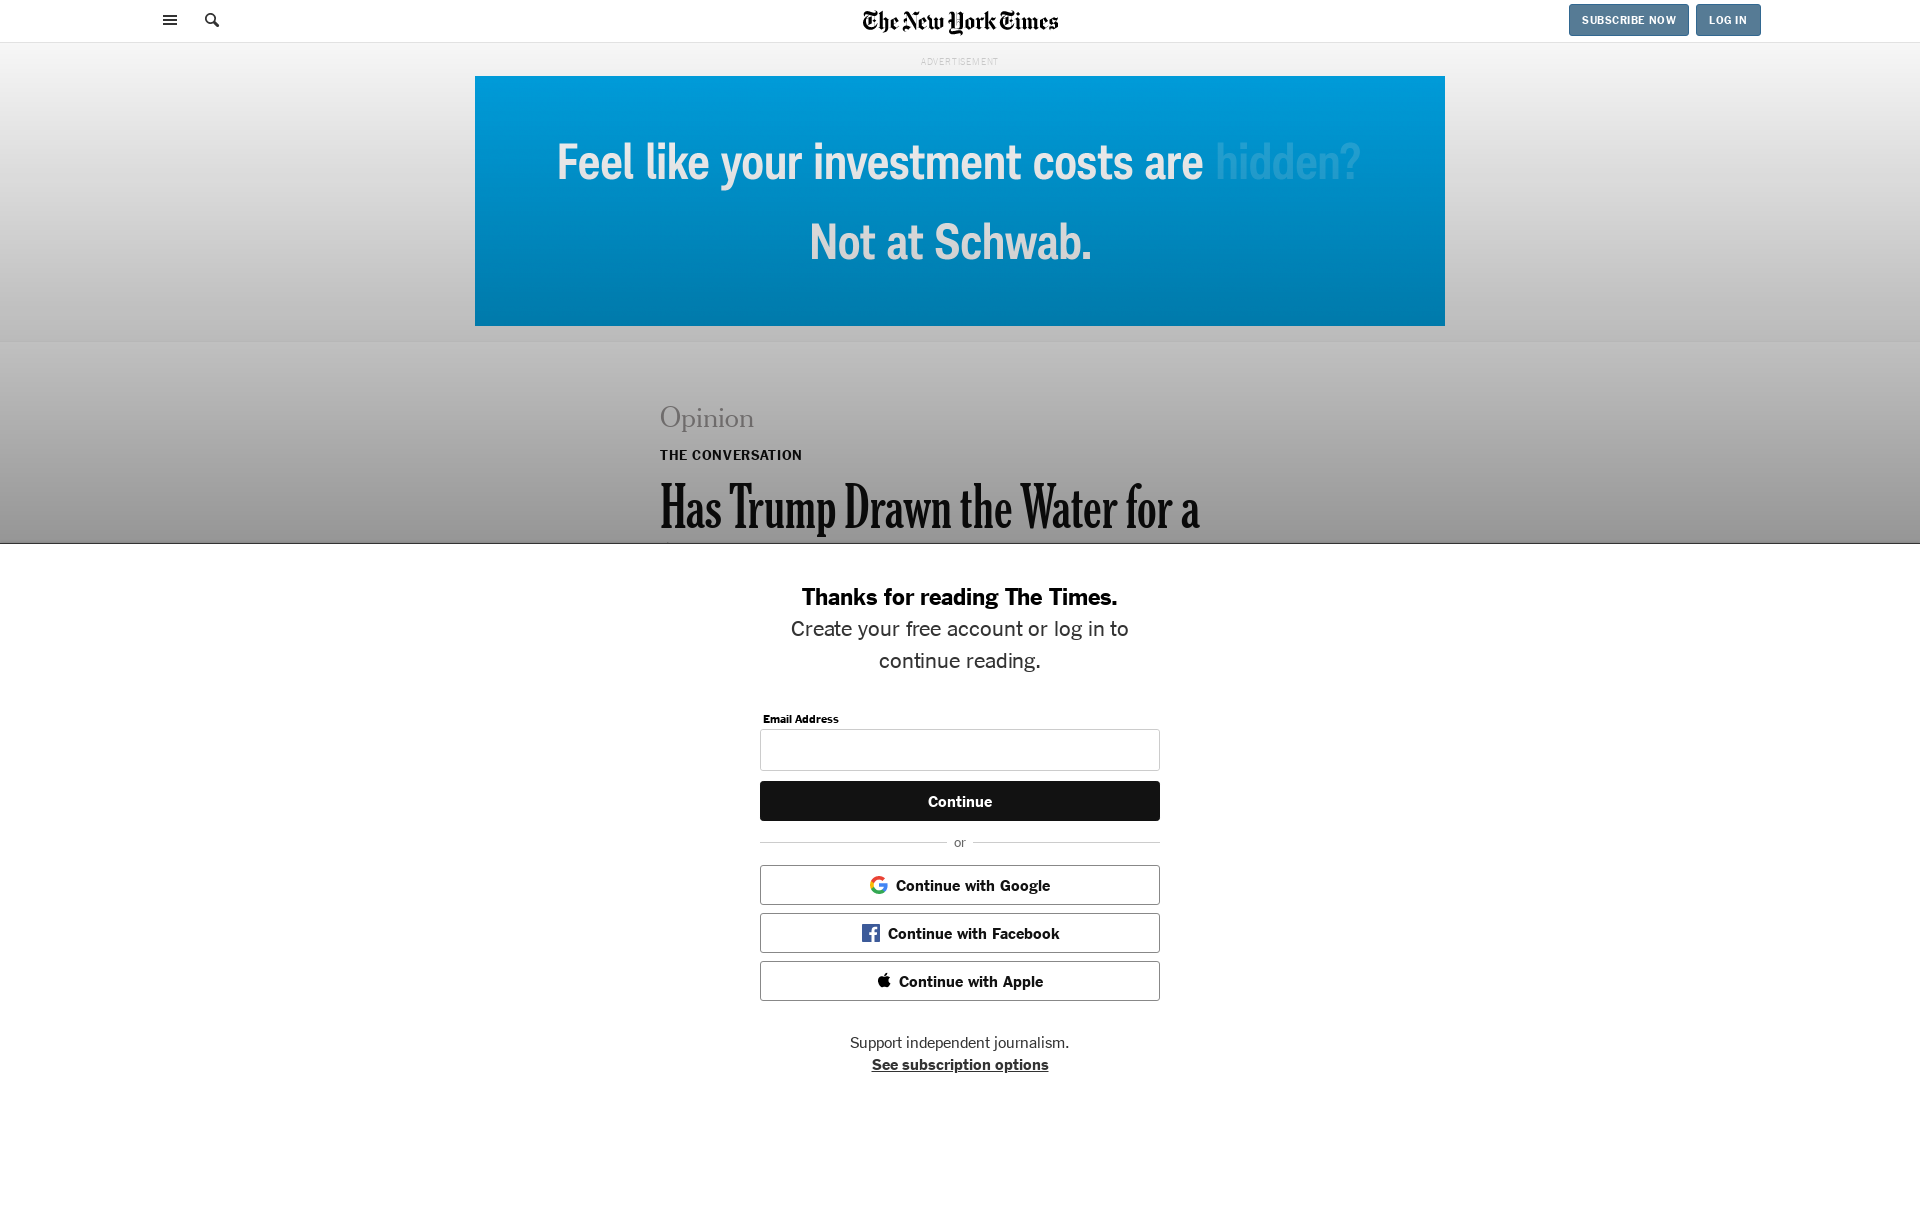 The New York Times
SUBSCRIBE NOW
LOG IN
ADVERTISEMENT
Feel like your investment costs are hidden?
Not at Schwab.
Opinion
THE CONVERSATION
Has Trump Drawn the Water for a
Thanks for reading The Times.
Create your free account or log in to
continue reading.
Email Address
Continue
or
Continue with Google
Continue with Facebook
Continue with Apple
Support independent journalism.
See subscription options